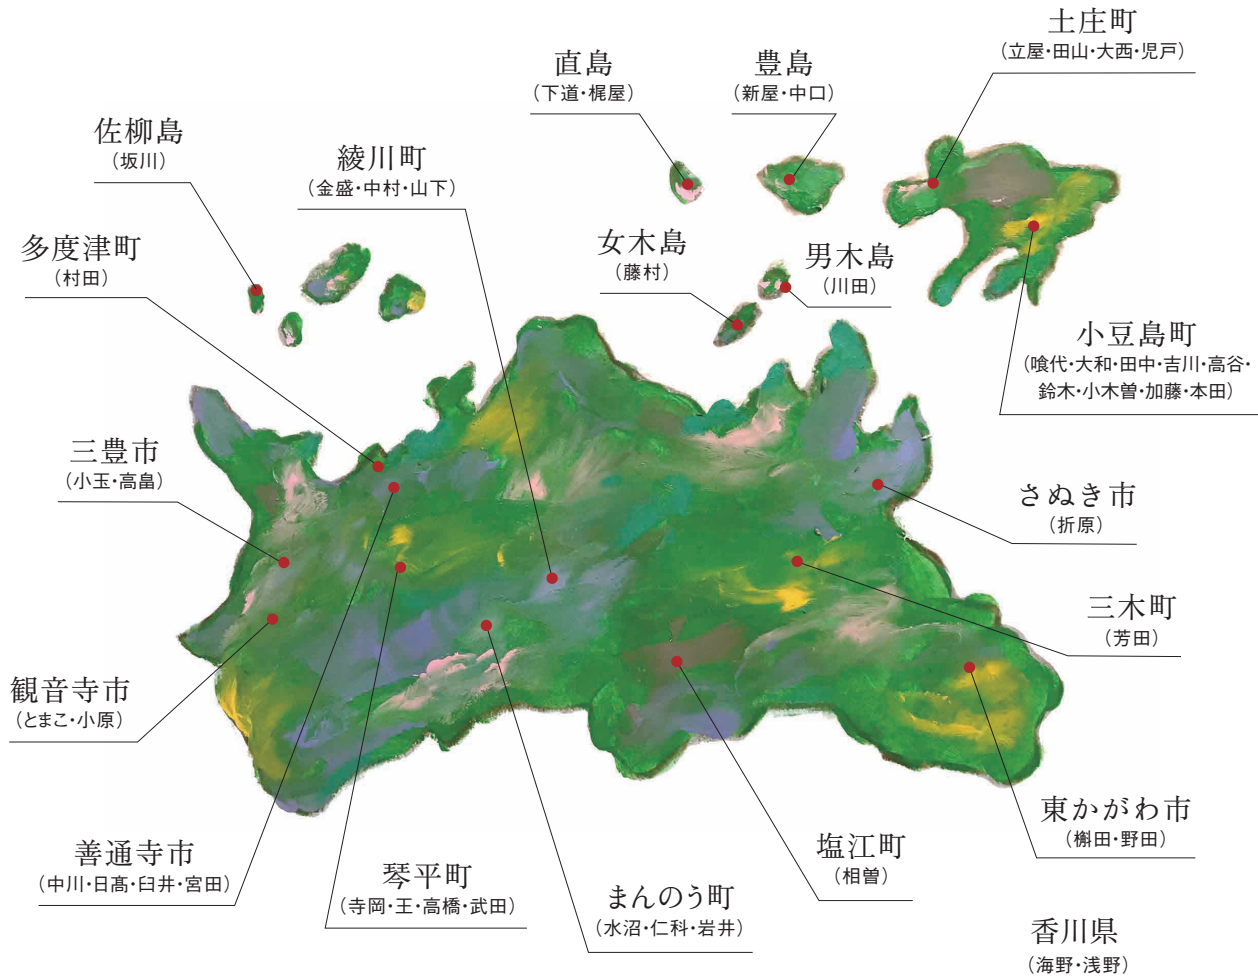 土庄町
(立屋・田山・大西・児戸)
直島
(下道・梶屋)
豊島
(新屋・中口)
佐柳島
(坂川)
綾川町
(金盛・中村・山下)
多度津町
(村田)
女木島
(藤村)
男木島
(川田)
小豆島町
(喰代・大和・田中・吉川・高谷・
鈴木・小木曽・加藤・本田)
三豊市
(小玉・高畠)
さぬき市
(折原)
三木町
(芳田)
観音寺市
(とまこ・小原)
東かがわ市
(槲田・野田)
善通寺市
(中川・日髙・臼井・宮田)
琴平町
(寺岡・王・高橋・武田)
まんのう町
(水沼・仁科・岩井)
塩江町
(相曽)
香川県
(海野・浅野)